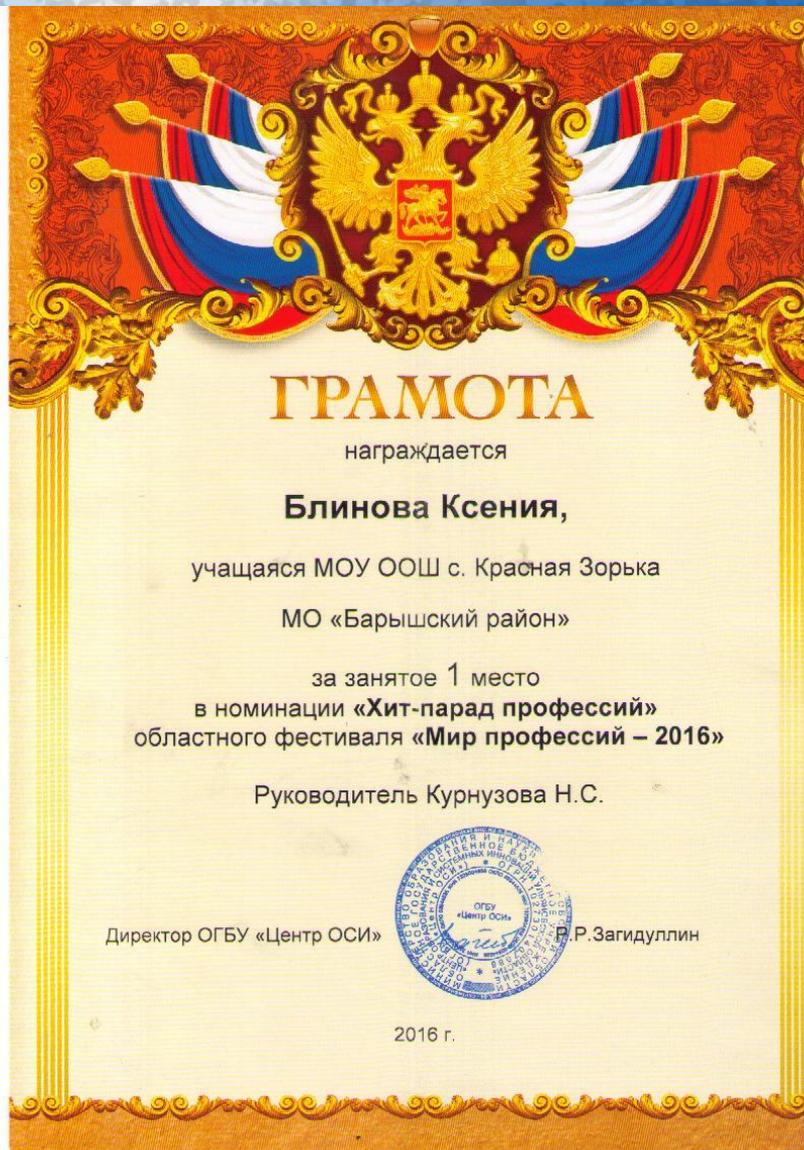 ГРАМОТА
награждается
Блинова Ксения,
учащаяся МОУ ООШ с. Красная Зорька
МО «Барышский район»
за занятое 1 место
в номинации «Хит-парад профессий»
областного фестиваля «Мир профессий – 2016»
Руководитель Курнузова Н.С.
ОГБУ
«Центр ОСИ»
Директор ОГБУ «Центр ОСИ» Р.Р.Загидуллин
2016 г.